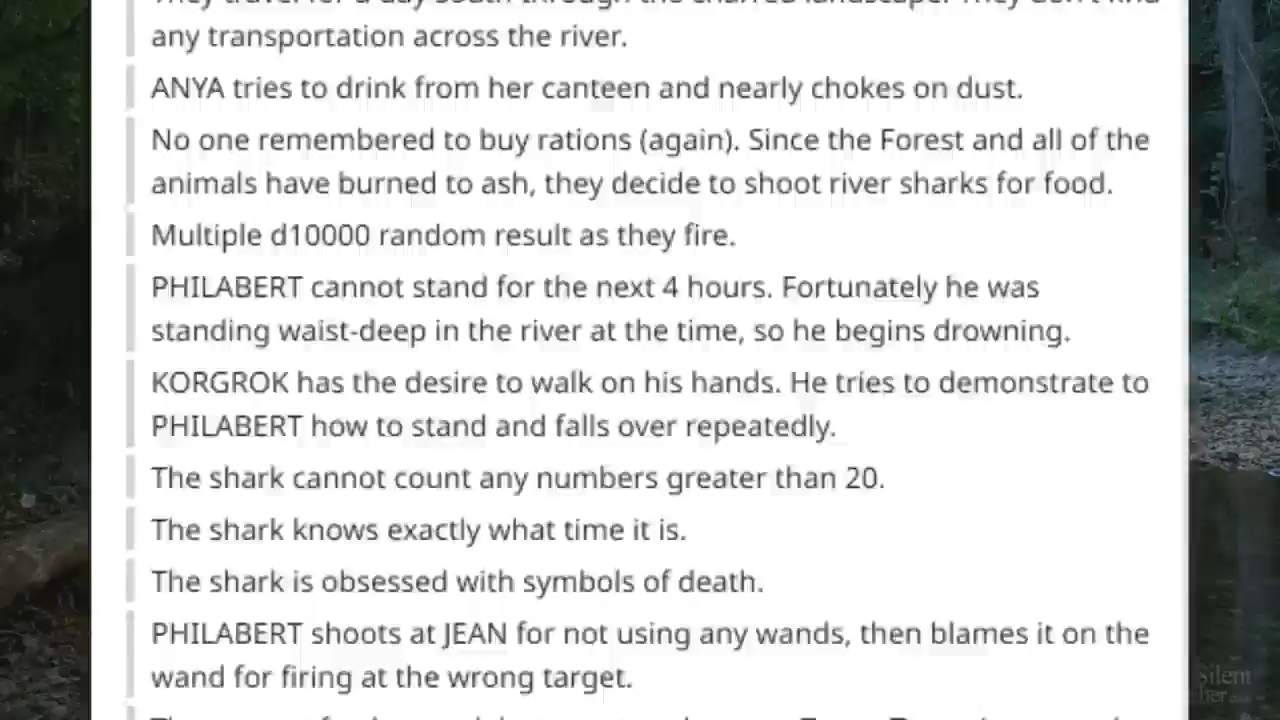 any transportation across the river.
ANYA tries to drink from her canteen and nearly chokes on dust.
No one remembered to buy rations (again). Since the Forest and all of the
animals have burned to ash, they decide to shoot river sharks for food.
Multiple d10000 random result as they fire.
PHILABERT cannot stand for the next 4 hours. Fortunately he was
standing waist-deep in the river at the time, so he begins drowning.
KORGROK has the desire to walk on his hands. He tries to demonstrate to
PHILABERT how to stand and falls over repeatedly.
The shark cannot count any numbers greater than 20.
The shark knows exactly what time it is.
The shark is obsessed with symbols of death.
PHILABERT shoots at JEAN for not using any wands, then blames it on the
wand for firing at the wrong target.
Silent